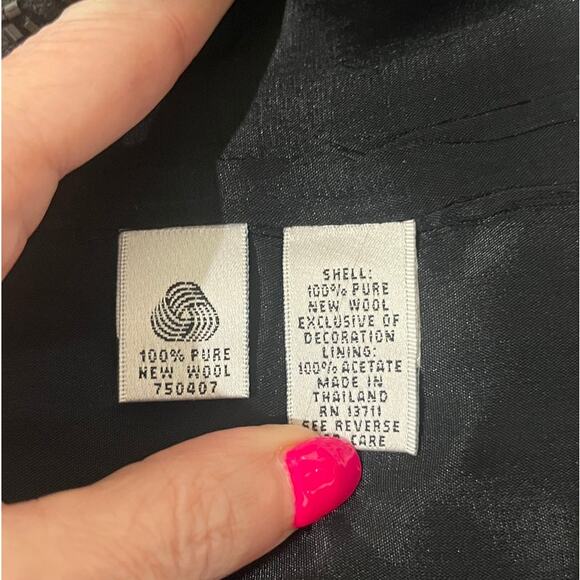 100% PURE
NEW WOOL
750407
SHELL:
100% PURE
NEW WOOL
EXCLUSIVE OF
DECORATION
LINING:
100% ACETATE
MADE IN
THAILAND
RN 13711
SEE REVERSE
CARE